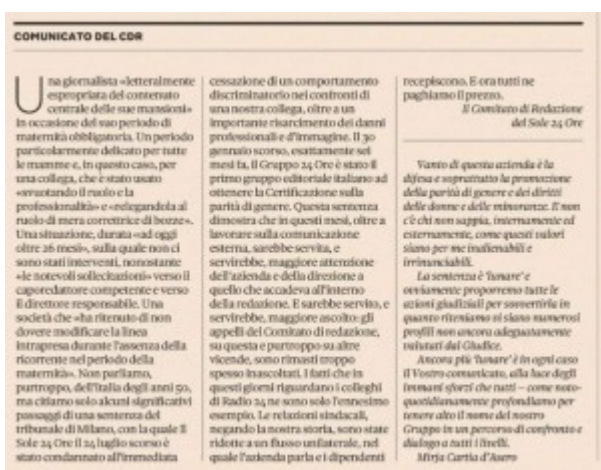 COMUNICATO DEL CDR
Una giornalista «letteralmente
espropriata del contenuto
centrale delle sue mansioni»
in occasione del suo periodo di
maternità obbligatoria. Un periodo
particolarmente delicato per tutte
le mamme e, in questo caso, per
una collega, che è stato usato
«svuotando il ruolo e la
professionalità» e «relegandola al
ruolo di mera correttrice di bozze».
Una situazione, durata «ad oggi
oltre 26 mesi», sulla quale non ci
sono stati interventi, nonostante
«le notevoli sollecitazioni» verso il
caporedattore competente e verso
il direttore responsabile. Una
società che «ha ritenuto di non
dovere modificare la linea
intrapresa durante l'assenza della
ricorrente nel periodo della
maternità». Non parliamo,
purtroppo, dell'Italia degli anni 50,
ma citiamo solo alcuni significativi
passaggi di una sentenza del
tribunale di Milano, con la quale Il
Sole 24 Ore il 24 luglio scorso è
stato condannato all'immediata
cessazione di un comportamento
discriminatorio nei confronti di
una nostra collega, oltre a un
importante risarcimento dei danni
professionali e d'immagine. Il 30
gennaio scorso, esattamente sei
mesi fa, il Gruppo 24 Ore è stato il
primo gruppo editoriale italiano ad
ottenere la Certificazione sulla
parità di genere. Questa sentenza
dimostra che in questi mesi, oltre a
lavorare sulla comunicazione
esterna, sarebbe servita, e
servirebbe, maggiore attenzione
dell'azienda e della direzione a
quello che accadeva all'interno
della redazione. E sarebbe servito, e
servirebbe, maggiore ascolto: gli
appelli del Comitato di redazione,
su questa e purtroppo su altre
vicende, sono rimasti troppo
spesso inascoltati. I fatti che in
questi giorni riguardano i colleghi
di Radio 24 ne sono solo l'ennesimo
esempio. Le relazioni sindacali,
negando la nostra storia, sono state
ridotte a un flusso unilaterale, nel
quale l'azienda parla e i dipendenti
recepiscono. E ora tutti ne
paghiamo il prezzo.
Il Comitato di Redazione
del Sole 24 Ore
Vanto di questa azienda è la
difesa e soprattutto la promozione
della parità di genere e dei diritti
delle donne e delle minoranze. E non
c'è chi non sappia, internamente ed
esternamente, come questi valori
siano per me inalienabili e
irrinunciabili.
La sentenza è 'lunare' e
ovviamente proporremo tutte le
azioni giudiziali per sovvertirla in
quanto riteniamo vi siano numerosi
profili non ancora adeguatamente
valutati dal Giudice.
Ancora più 'lunare' è in ogni caso
il Vostro comunicato, alla luce degli
immani sforzi che tutti – come noto-
quotidianamente profondiamo per
tenere alto il nome del nostro
Gruppo in un percorso di confronto e
dialogo a tutti i livelli.
Mirja Cartia d'Asero